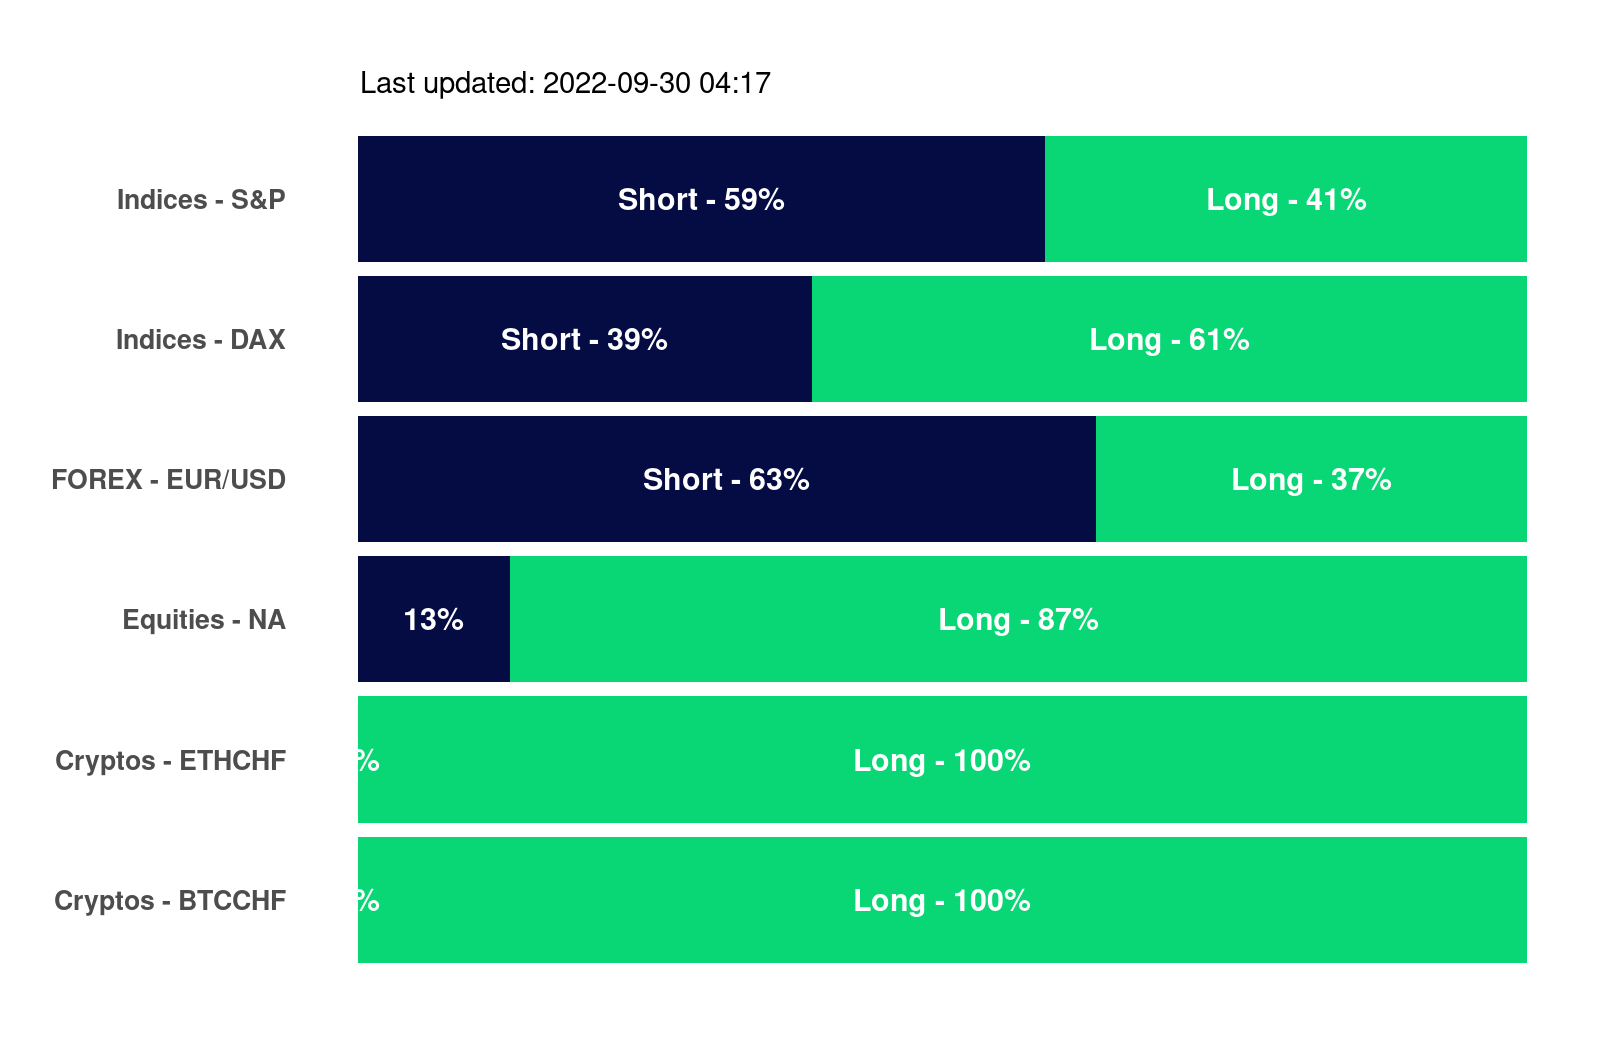 Last updated: 2022-09-30 04:17
Indices - S&P Short - 59% Long - 41%
Indices - DAX Short - 39% Long - 61%
FOREX - EUR/USD Short - 63% Long - 37%
Equities - NA 13% Long - 87%
Cryptos - ETHCHF % Long - 100%
Cryptos - BTCCHF % Long - 100%